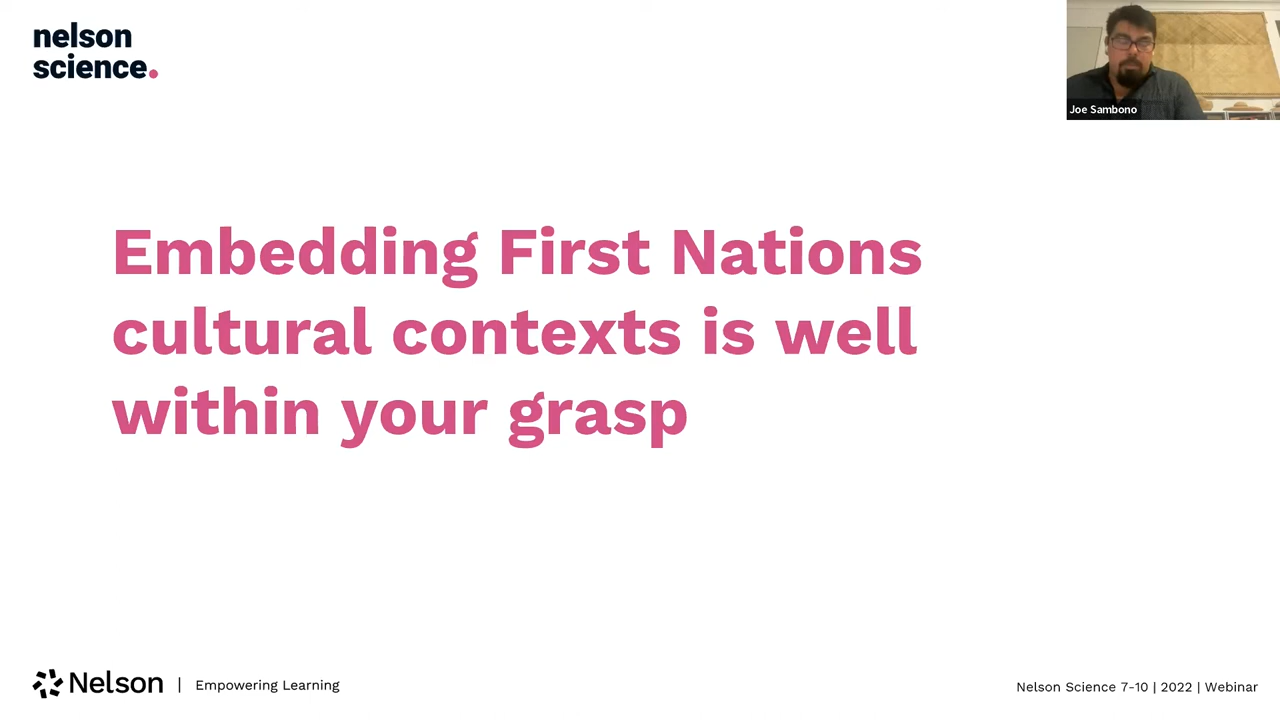 nelson
science.
Joe Sambono
Embedding First Nations
cultural contexts is well
within your grasp
Nelson | Empowering Learning
Nelson Science 7-10 | 2022 | Webinar